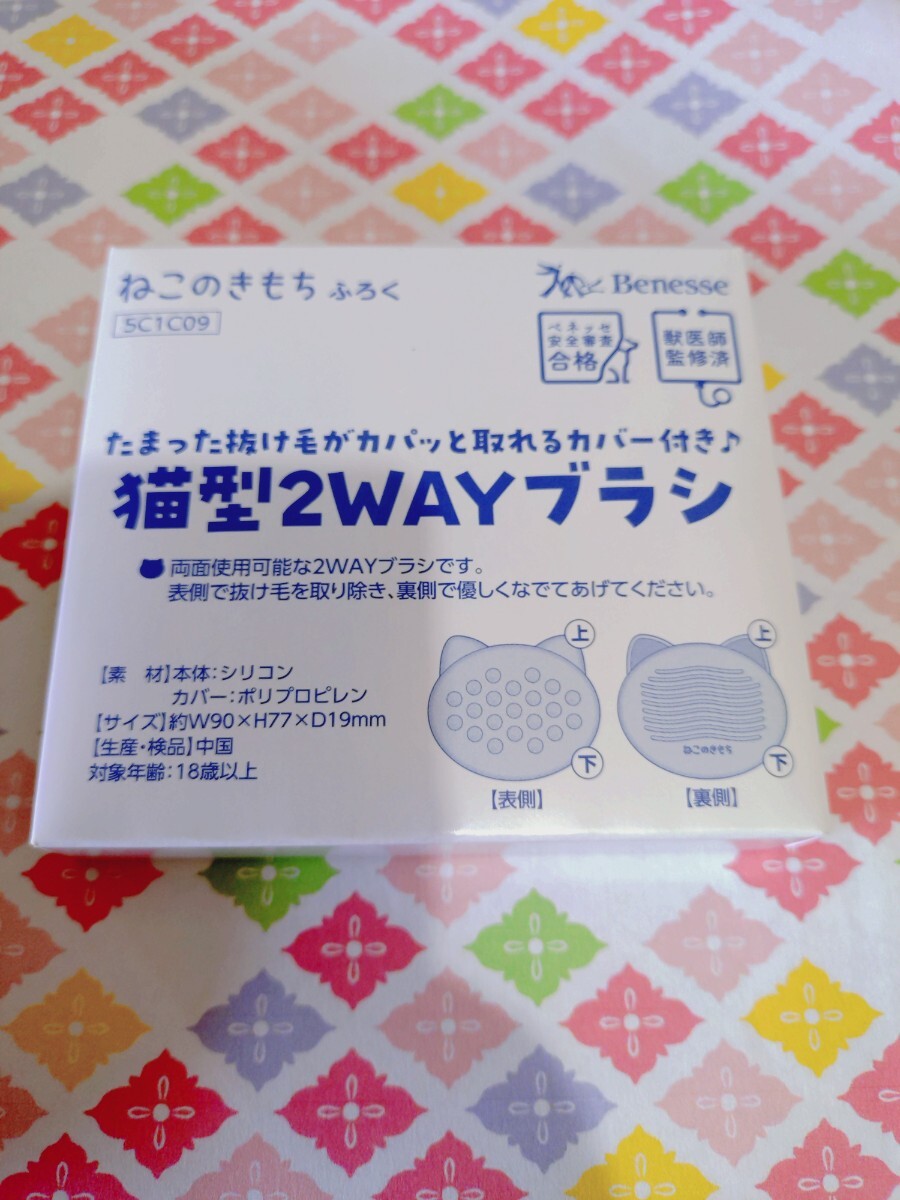 ねこのきもち ふろく
5C1C09
Benesse
ベネッセ
安全審査
合格
獣医師
監修済
たまった抜け毛がカパッと取れるカバー付き♪
猫型2WAYブラシ
両面使用可能な2WAYブラシです。
表側で抜け毛を取り除き、裏側で優しくなでてあげてください。
【素　材】本体：シリコン
カバー：ポリプロピレン
【サイズ】約W90×H77×D19mm
【生産・検品】中国
対象年齢：18歳以上
上
下
【表側】
上
ねこのきもち
下
【裏側】